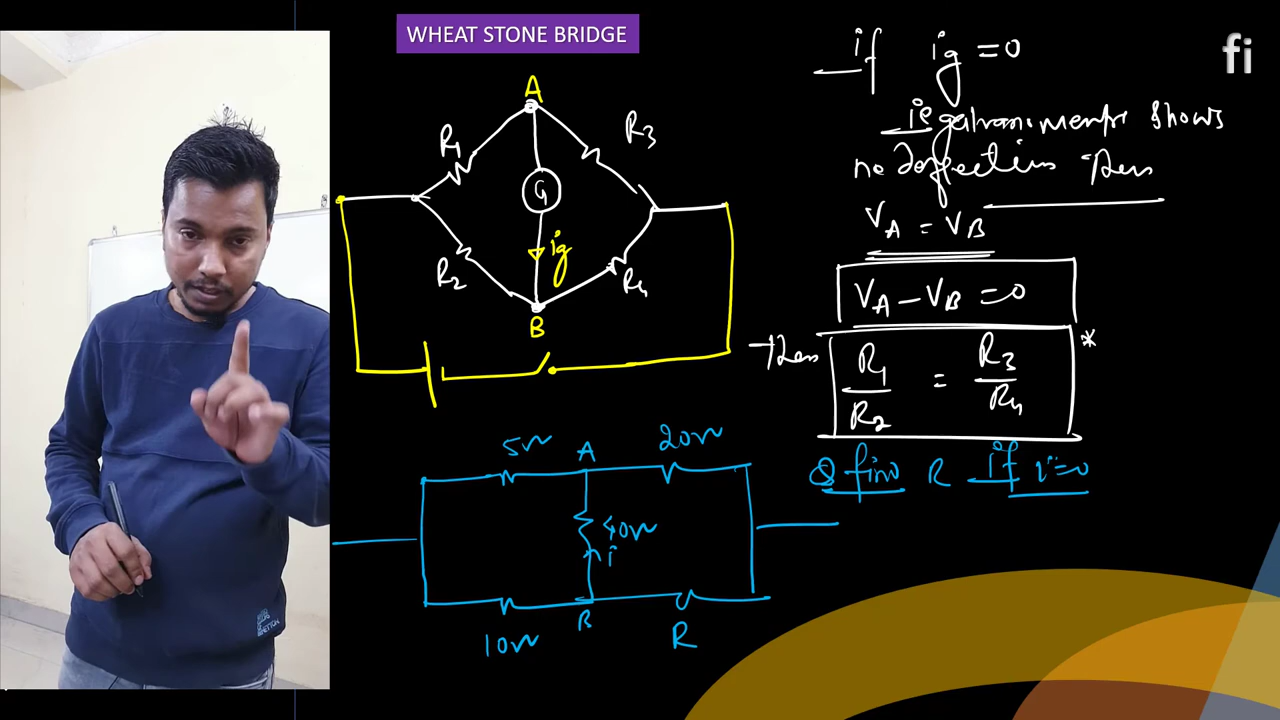 WHEAT STONE BRIDGE
fi
A
R1
R3
G
ig
R2
R4
B
if ig = 0
ie galvanometer shows
no deflection then
VA = VB
VA - VB = 0
then R1/R2 = R3/R4 *
Q find R if i=0
5Ω
A
20Ω
40Ω
i
10Ω
B
R